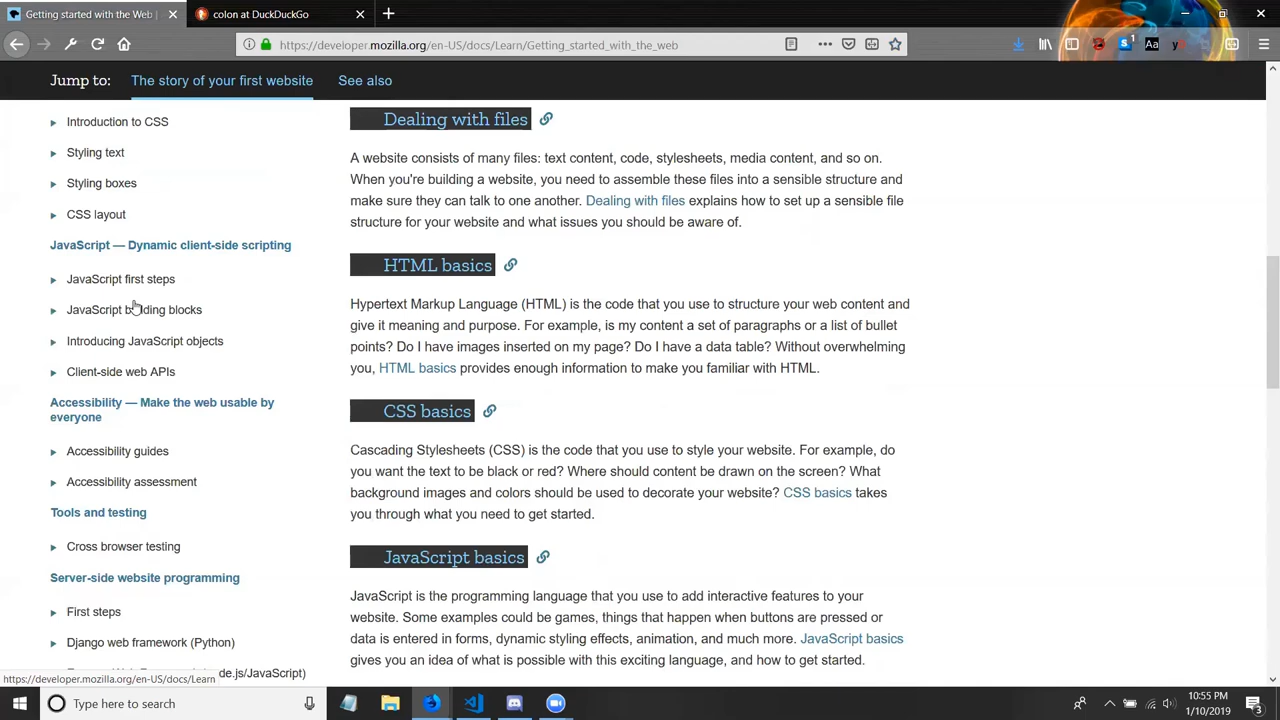 Getting started with the Web |
colon at DuckDuckGo
https://developer.mozilla.org/en-US/docs/Learn/Getting_started_with_the_web
Jump to:
The story of your first website
See also
Introduction to CSS
Styling text
Styling boxes
CSS layout
JavaScript — Dynamic client-side scripting
JavaScript first steps
JavaScript building blocks
Introducing JavaScript objects
Client-side web APIs
Accessibility — Make the web usable by
everyone
Accessibility guides
Accessibility assessment
Tools and testing
Cross browser testing
Server-side website programming
First steps
Django web framework (Python)
de.js/JavaScript)
https://developer.mozilla.org/en-US/docs/Learn
Dealing with files
A website consists of many files: text content, code, stylesheets, media content, and so on.
When you're building a website, you need to assemble these files into a sensible structure and
make sure they can talk to one another. Dealing with files explains how to set up a sensible file
structure for your website and what issues you should be aware of.
HTML basics
Hypertext Markup Language (HTML) is the code that you use to structure your web content and
give it meaning and purpose. For example, is my content a set of paragraphs or a list of bullet
points? Do I have images inserted on my page? Do I have a data table? Without overwhelming
you, HTML basics provides enough information to make you familiar with HTML.
CSS basics
Cascading Stylesheets (CSS) is the code that you use to style your website. For example, do
you want the text to be black or red? Where should content be drawn on the screen? What
background images and colors should be used to decorate your website? CSS basics takes
you through what you need to get started.
JavaScript basics
JavaScript is the programming language that you use to add interactive features to your
website. Some examples could be games, things that happen when buttons are pressed or
data is entered in forms, dynamic styling effects, animation, and much more. JavaScript basics
gives you an idea of what is possible with this exciting language, and how to get started.
Type here to search
10:55 PM
1/10/2019